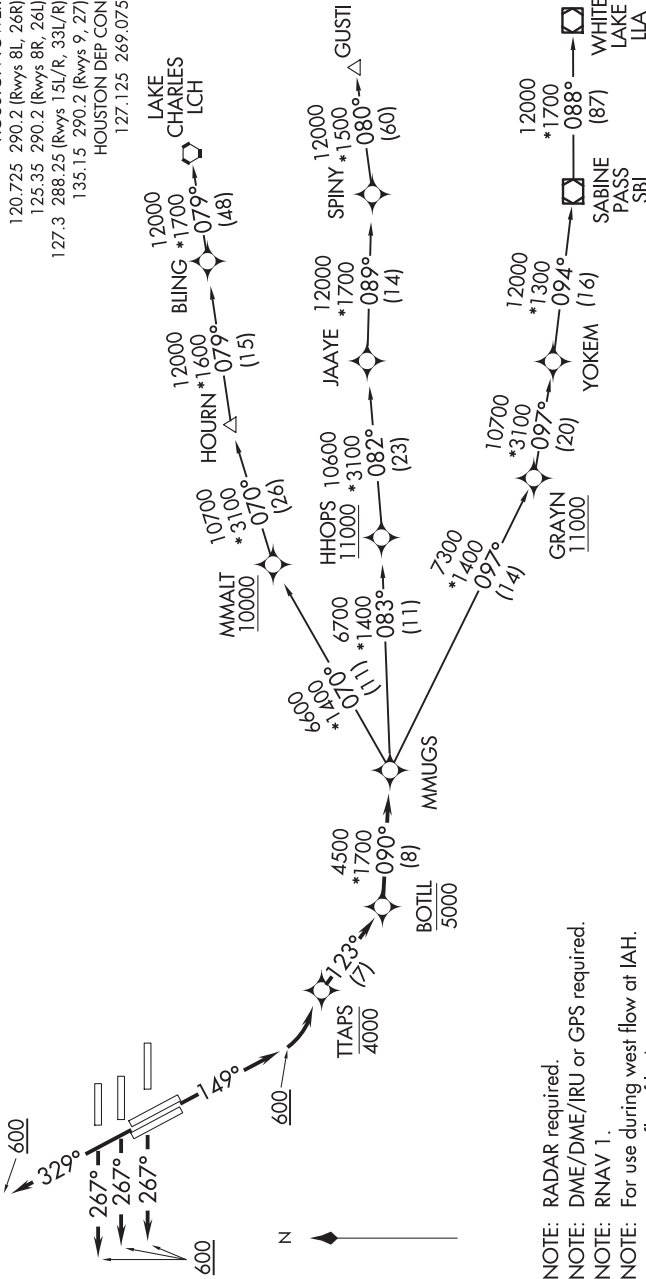 120.725 290.2 (Rwys 8L, 26R)
125.35 290.2 (Rwys 8R, 26L)
127.3 288.25 (Rwys 15L/R, 33L/R)
135.15 290.2 (Rwys 9, 27)
HOUSTON DEP CON
127.125 269.075
LAKE
CHARLES
LCH
12000
*1700
079°
(48)
BLING
12000
*1600
079°
(15)
HOURN
10700
*3100
070°
(26)
MMALT
10000
6600
*1400
070°
(11)
GUSTI
12000
*1500
080°
(60)
SPINY
12000
*1700
089°
(14)
JAAYE
10600
*3100
082°
(23)
HHOPS
11000
6700
*1400
083°
(11)
WHITE
LAKE
LLA
12000
*1700
088°
(87)
SABINE
PASS
SBI
12000
*1300
094°
(16)
YOKEM
10700
*3100
097°
(20)
GRAYN
11000
7300
*1400
097°
(14)
MMUGS
4500
*1700
090°
(8)
BOTLL
5000
123°
(7)
TTAPS
4000
149°
600
600
329°
267°
267°
267°
600
N
NOTE: RADAR required.
NOTE: DME/DME/IRU or GPS required.
NOTE: RNAV 1.
NOTE: For use during west flow at IAH.